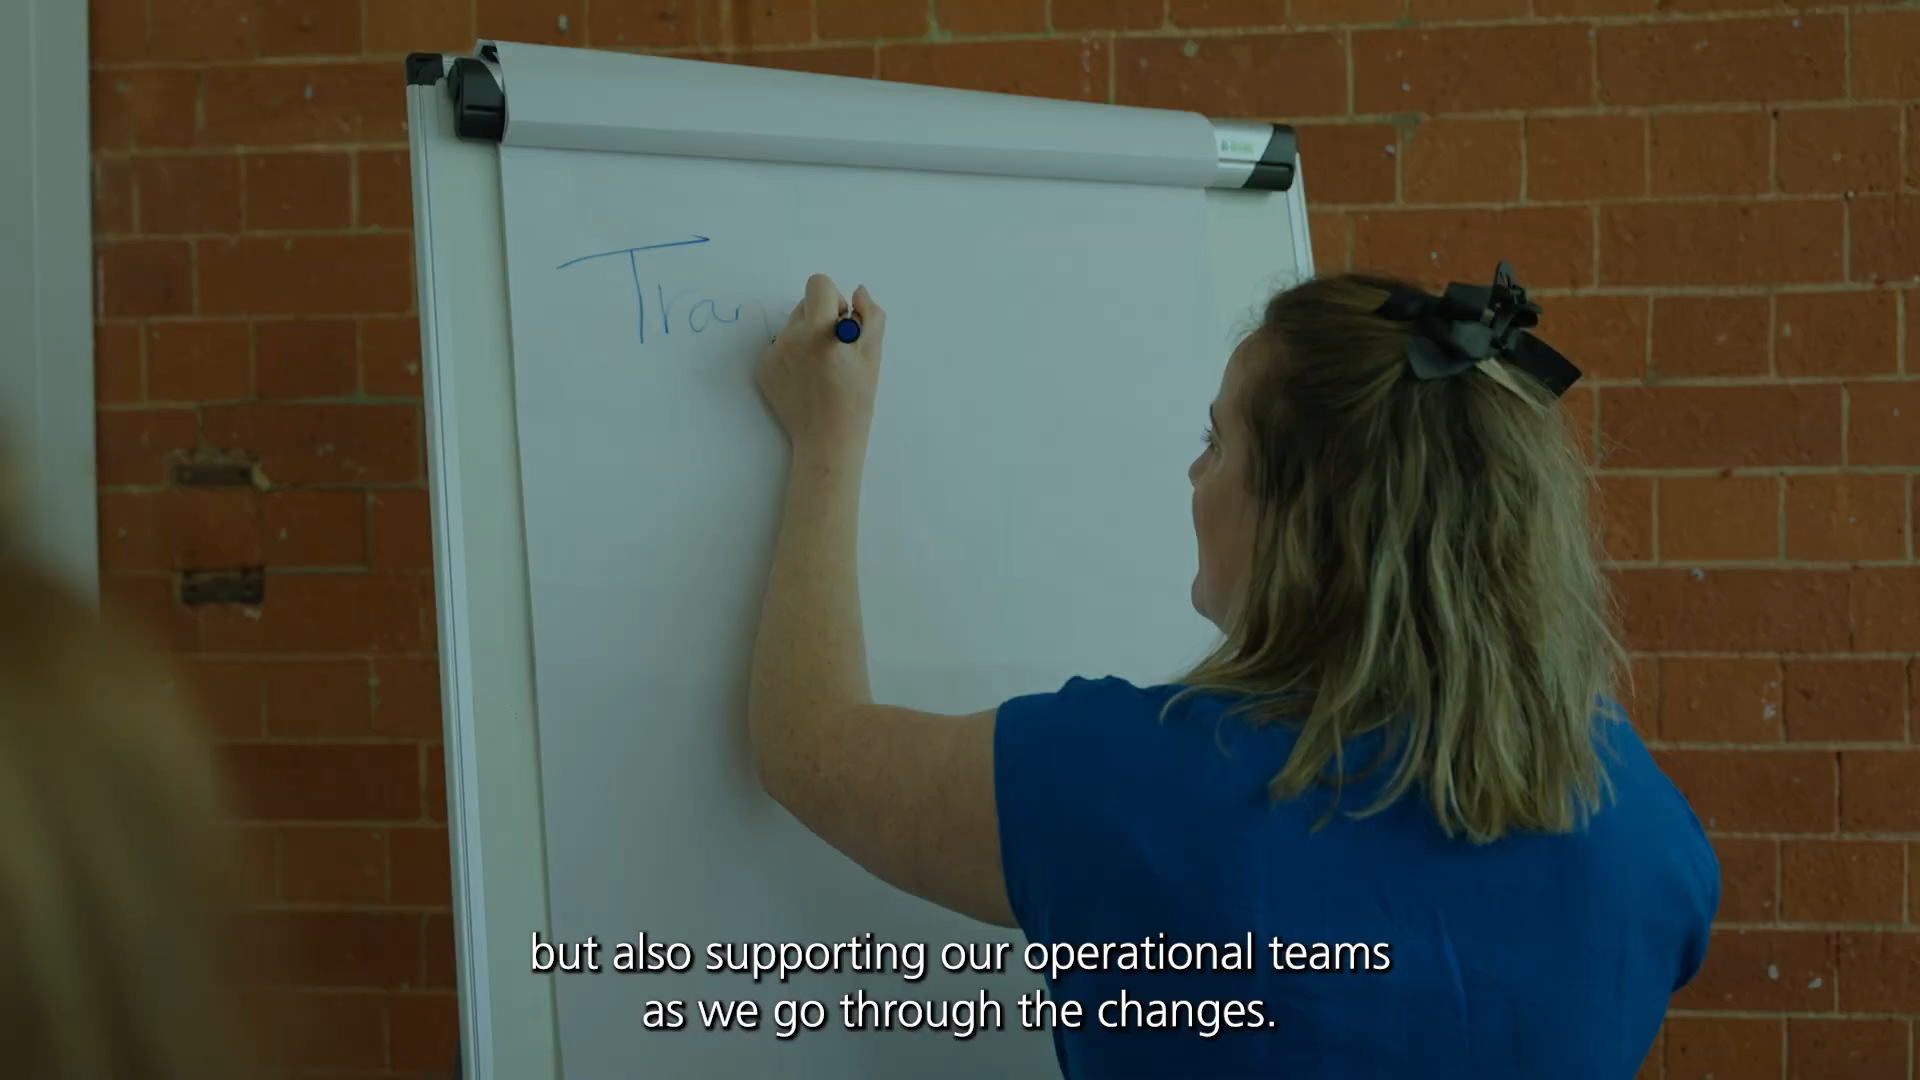 Tran
but also supporting our operational teams
as we go through the changes.